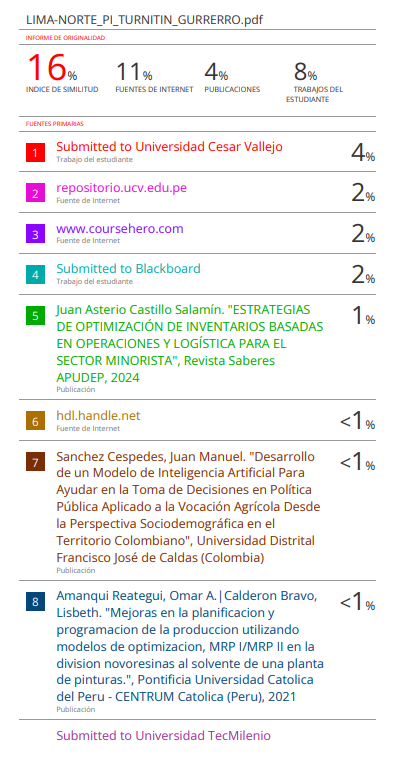 LIMA-NORTE_PI_TURNITIN_GURRERRO.pdf
INFORME DE ORIGINALIDAD
16%
INDICE DE SIMILITUD
11%
FUENTES DE INTERNET
4%
PUBLICACIONES
8%
TRABAJOS DEL
ESTUDIANTE
FUENTES PRIMARIAS
1
Submitted to Universidad Cesar Vallejo
Trabajo del estudiante
4%
2
repositorio.ucv.edu.pe
Fuente de Internet
2%
3
www.coursehero.com
Fuente de Internet
2%
4
Submitted to Blackboard
Trabajo del estudiante
2%
5
Juan Asterio Castillo Salamín. "ESTRATEGIAS
DE OPTIMIZACIÓN DE INVENTARIOS BASADAS
EN OPERACIONES Y LOGÍSTICA PARA EL
SECTOR MINORISTA", Revista Saberes
APUDEP, 2024
Publicación
1%
6
hdl.handle.net
Fuente de Internet
<1%
7
Sanchez Cespedes, Juan Manuel. "Desarrollo
de un Modelo de Inteligencia Artificial Para
Ayudar en la Toma de Decisiones en Política
Pública Aplicado a la Vocación Agrícola Desde
la Perspectiva Sociodemográfica en el
Territorio Colombiano", Universidad Distrital
Francisco José de Caldas (Colombia)
Publicación
<1%
8
Amanqui Reategui, Omar A.|Calderon Bravo,
Lisbeth. "Mejoras en la planificacion y
programacion de la produccion utilizando
modelos de optimizacion, MRP I/MRP II en la
division novoresinas al solvente de una planta
de pinturas.", Pontificia Universidad Catolica
del Peru - CENTRUM Catolica (Peru), 2021
Publicación
<1%
Submitted to Universidad TecMilenio